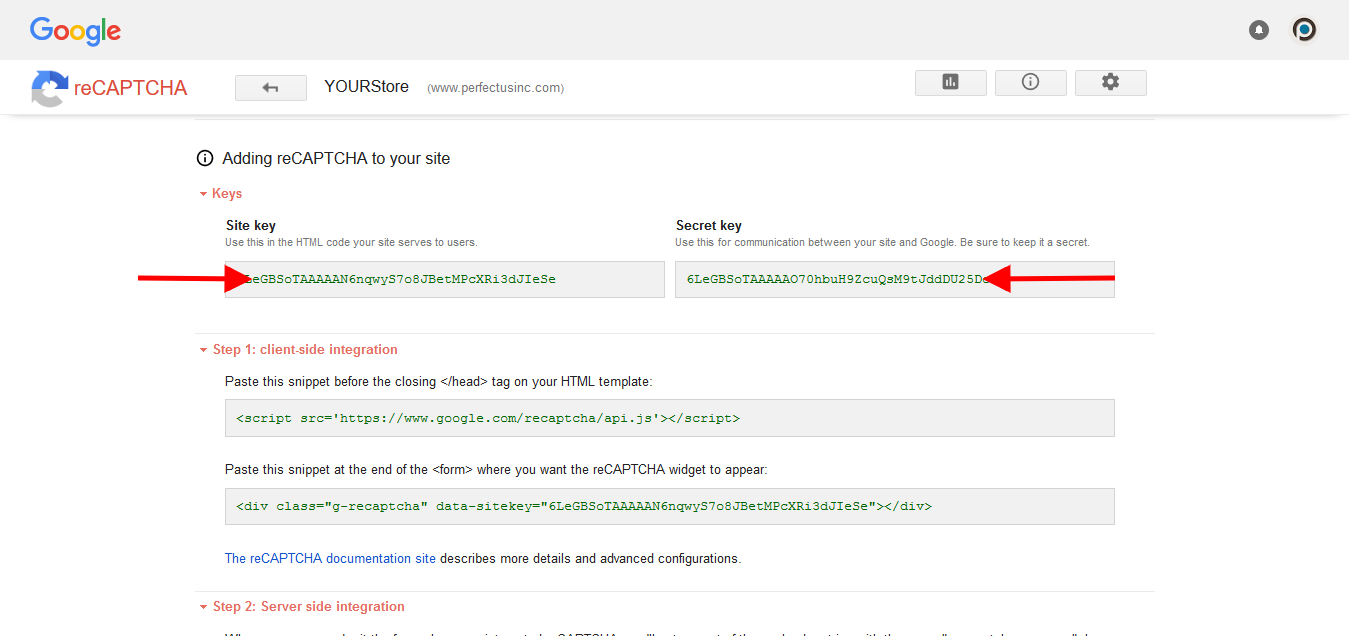 Google
reCAPTCHA
YOURStore (www.perfectusinc.com)
Adding reCAPTCHA to your site
Keys
Site key
Use this in the HTML code your site serves to users.
LeGBSoTAAAAAN6nqwyS7o8JBetMPcXRi3dJIeSe
Secret key
Use this for communication between your site and Google. Be sure to keep it a secret.
6LeGBSoTAAAAAO70hbuH9ZcuQsM9tJddDU25D
Step 1: client-side integration
Paste this snippet before the closing </head> tag on your HTML template:
<script src='https://www.google.com/recaptcha/api.js'></script>
Paste this snippet at the end of the <form> where you want the reCAPTCHA widget to appear:
<div class="g-recaptcha" data-sitekey="6LeGBSoTAAAAAN6nqwyS7o8JBetMPcXRi3dJIeSe"></div>
The reCAPTCHA documentation site describes more details and advanced configurations.
Step 2: Server side integration